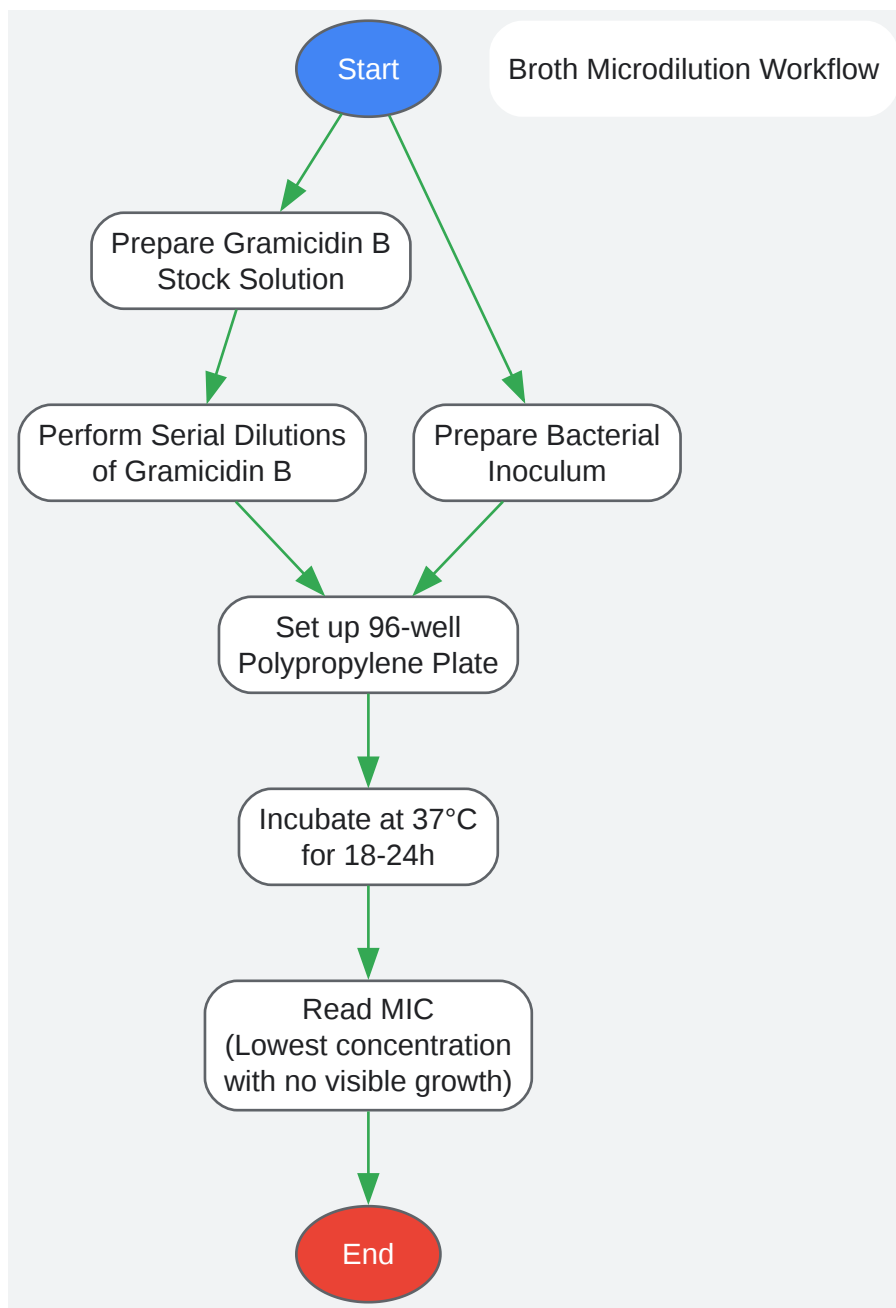 Start
Broth Microdilution Workflow
Prepare Gramicidin B
Stock Solution
Perform Serial Dilutions
of Gramicidin B
Prepare Bacterial
Inoculum
Set up 96-well
Polypropylene Plate
Incubate at 37°C
for 18-24h
Read MIC
(Lowest concentration
with no visible growth)
End